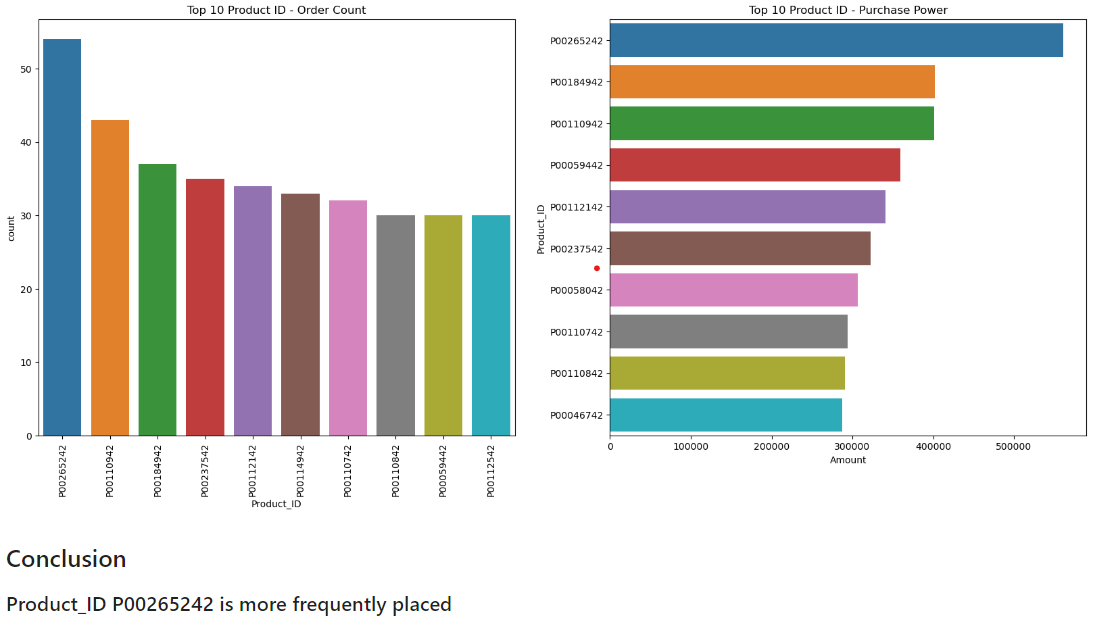 Top 10 Product ID - Order Count
count
50
40
30
20
10
0
P00265242
P00110942
P00184942
P00237542
P00112142
P00114942
P00110742
P00110842
P00059442
P00112542
Product_ID
Top 10 Product ID - Purchase Power
Product_ID
P00265242
P00184942
P00110942
P00059442
P00112142
P00237542
P00058042
P00110742
P00110842
P00046742
0 100000 200000 300000 400000 500000
Amount
Conclusion
Product_ID P00265242 is more frequently placed